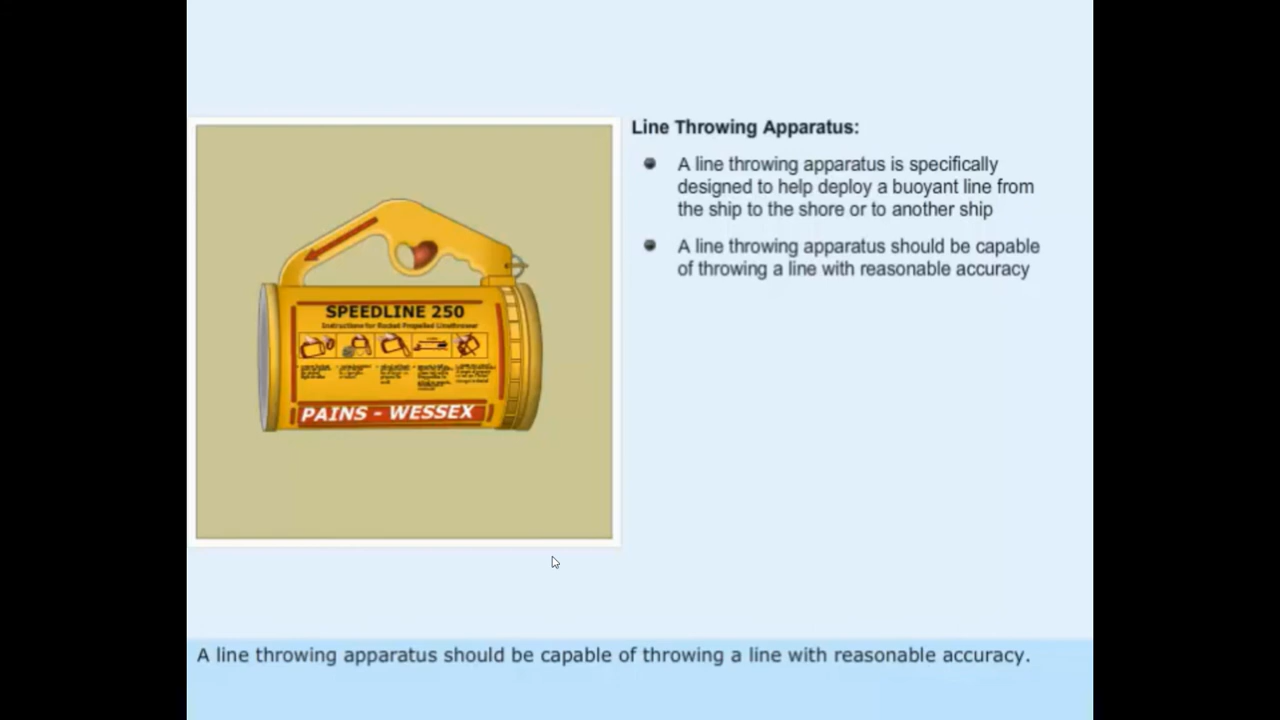 Line Throwing Apparatus:
A line throwing apparatus is specifically
designed to help deploy a buoyant line from
the ship to the shore or to another ship
A line throwing apparatus should be capable
of throwing a line with reasonable accuracy
SPEEDLINE 250
Instructions for Rocket Propelled Linethrower
PAINS - WESSEX
A line throwing apparatus should be capable of throwing a line with reasonable accuracy.